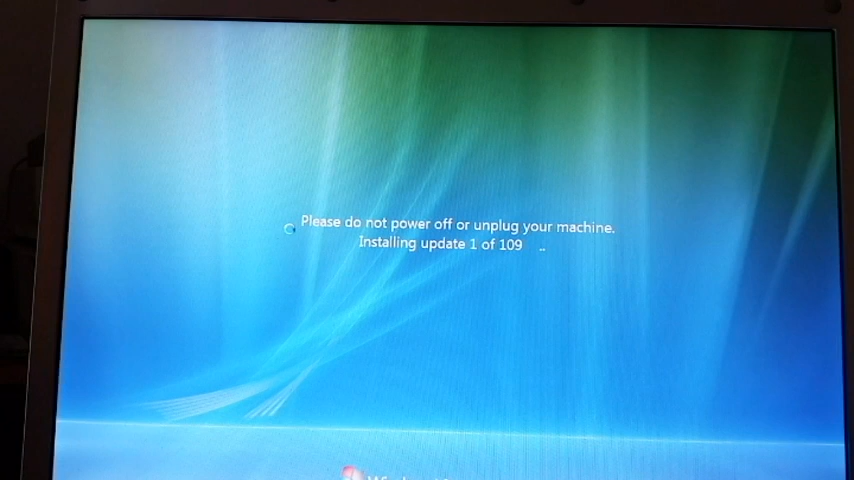 Please do not power off or unplug your machine.
Installing update 1 of 109 ..